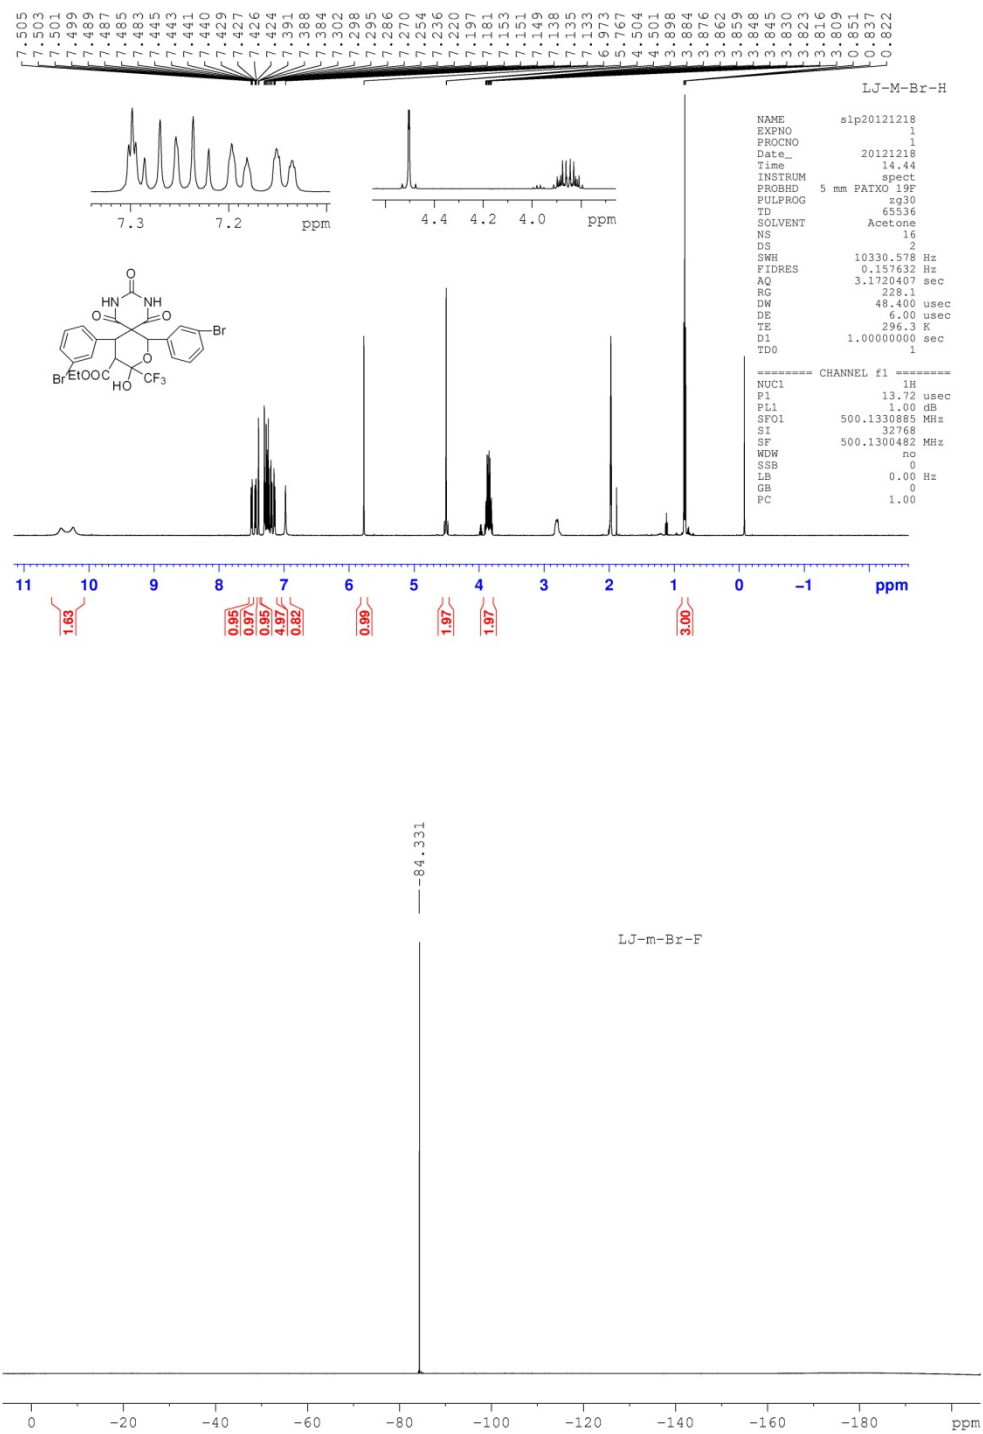 7.505
7.503
7.501
7.499
7.489
7.487
7.485
7.483
7.445
7.443
7.441
7.440
7.429
7.427
7.426
7.424
7.391
7.388
7.384
7.302
7.298
7.295
7.286
7.270
7.254
7.236
7.220
7.197
7.181
7.153
7.151
7.149
7.138
7.135
7.133
6.973
5.767
4.504
4.501
3.898
3.884
3.876
3.862
3.859
3.848
3.845
3.830
3.823
3.816
3.809
0.851
0.837
0.822
LJ-M-Br-H
NAME slp20121218
EXPNO 1
PROCNO 1
Date_ 20121218
Time 14.44
INSTRUM spect
PROBHD 5 mm PATXO 19F
PULPROG zg30
TD 65536
SOLVENT Acetone
NS 16
DS 2
SWH 10330.578 Hz
FIDRES 0.157632 Hz
AQ 3.1720407 sec
RG 228.1
DW 48.400 usec
DE 6.00 usec
TE 296.3 K
D1 1.00000000 sec
TD0 1
======== CHANNEL f1 ========
NUC1 1H
P1 13.72 usec
PL1 1.00 dB
SFO1 500.1330885 MHz
SI 32768
SF 500.1300482 MHz
WDW no
SSB 0
LB 0.00 Hz
GB 0
PC 1.00
7.3 7.2 ppm
4.4 4.2 4.0 ppm
O
HN NH
O O
Br
O
Br EtOOC
HO CF3
11 10 9 8 7 6 5 4 3 2 1 0 -1 ppm
1.63 0.95 0.97 0.95 4.97 0.82 0.99 1.97 1.97 3.00
-84.331
LJ-m-Br-F
0 -20 -40 -60 -80 -100 -120 -140 -160 -180 ppm